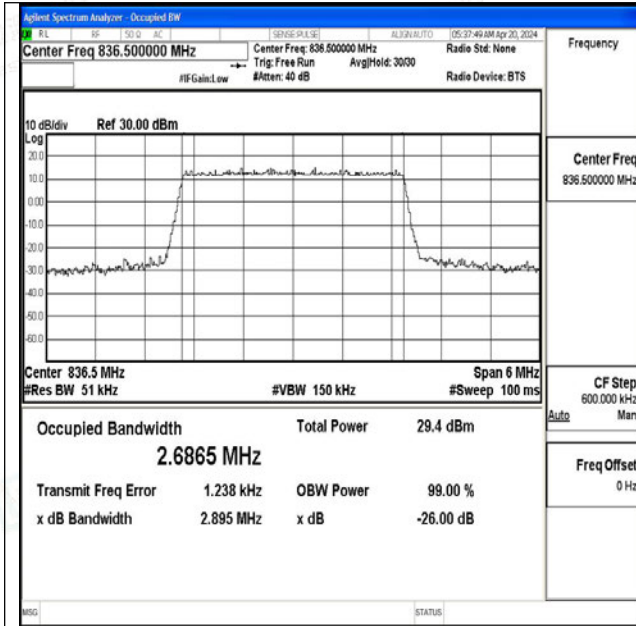 Agilent Spectrum Analyzer - Occupied BW
RL RF 50 Ω AC SENSE:PULSE ALIGNAUTO 05:37:49 AM Apr 20, 2024
Center Freq 836.500000 MHz
Center Freq: 836.500000 MHz
Radio Std: None
Trig: Free Run Avg|Hold: 30/30
#IFGain:Low #Atten: 40 dB Radio Device: BTS
Frequency
10 dB/div Ref 30.00 dBm
Log
20.0
10.0
0.00
-10.0
-20.0
-30.0
-40.0
-50.0
-60.0
Center 836.5 MHz Span 6 MHz
#Res BW 51 kHz #VBW 150 kHz #Sweep 100 ms
Center Freq
836.500000 MHz
CF Step
600.000 kHz
Auto Man
Freq Offset
0 Hz
Occupied Bandwidth Total Power 29.4 dBm
2.6865 MHz
Transmit Freq Error 1.238 kHz OBW Power 99.00 %
x dB Bandwidth 2.895 MHz x dB -26.00 dB
MSG STATUS